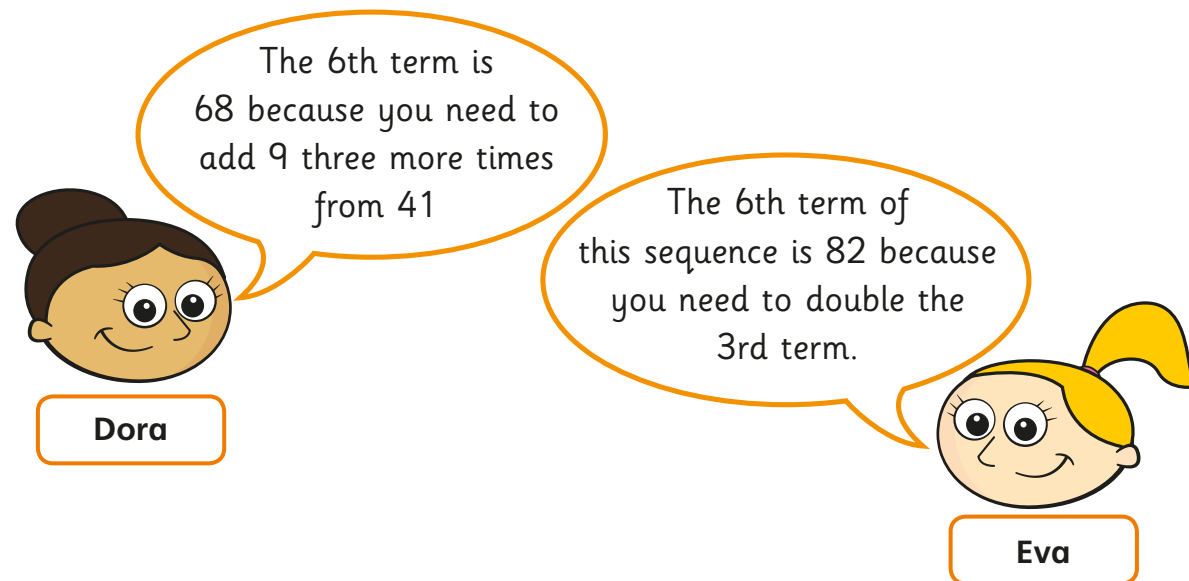 The 6th term is
68 because you need to
add 9 three more times
from 41
Dora
The 6th term of
this sequence is 82 because
you need to double the
3rd term.
Eva